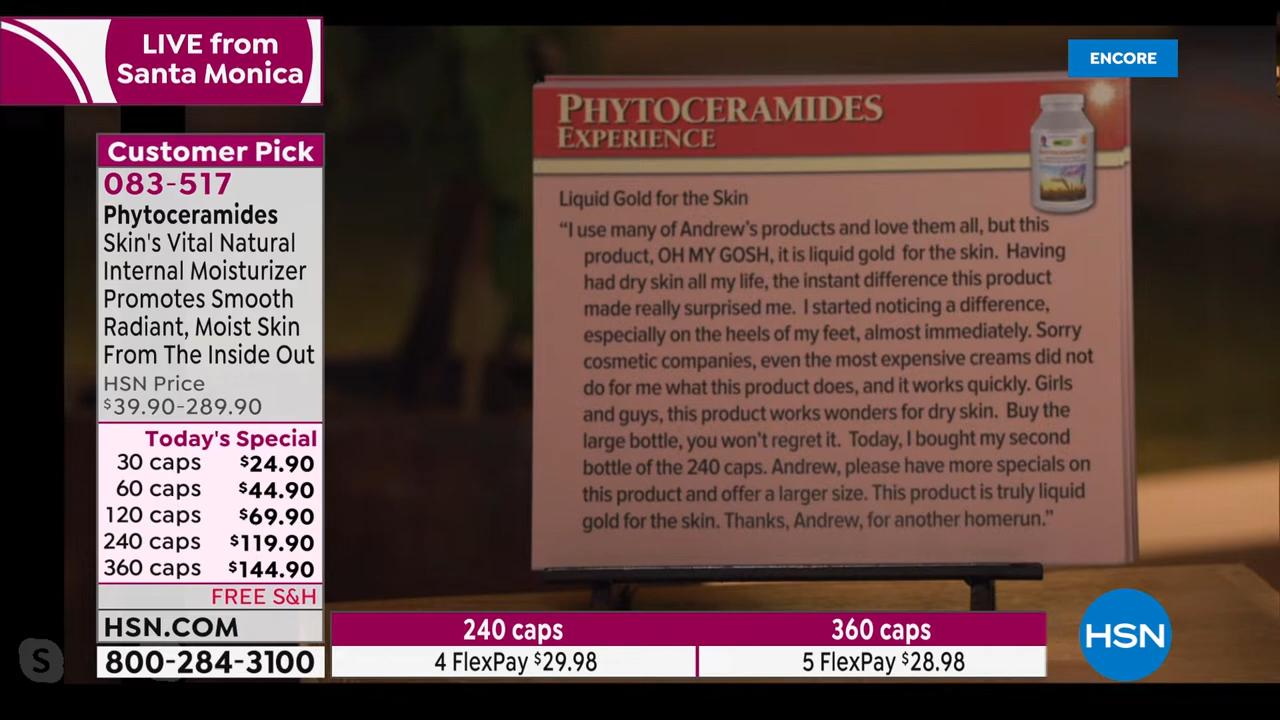 LIVE from
Santa Monica
ENCORE
Customer Pick
083-517
Phytoceramides
Skin's Vital Natural
Internal Moisturizer
Promotes Smooth
Radiant, Moist Skin
From The Inside Out
HSN Price
$39.90-289.90
Today's Special
30 caps $24.90
60 caps $44.90
120 caps $69.90
240 caps $119.90
360 caps $144.90
FREE S&H
HSN.COM
800-284-3100
PHYTOCERAMIDES
EXPERIENCE
Liquid Gold for the Skin
“I use many of Andrew’s products and love them all, but this
product, OH MY GOSH, it is liquid gold for the skin. Having
had dry skin all my life, the instant difference this product
made really surprised me. I started noticing a difference,
especially on the heels of my feet, almost immediately. Sorry
cosmetic companies, even the most expensive creams did not
do for me what this product does, and it works quickly. Girls
and guys, this product works wonders for dry skin. Buy the
large bottle, you won’t regret it. Today, I bought my second
bottle of the 240 caps. Andrew, please have more specials on
this product and offer a larger size. This product is truly liquid
gold for the skin. Thanks, Andrew, for another homerun.”
240 caps 360 caps
4 FlexPay $29.98 5 FlexPay $28.98
HSN
S